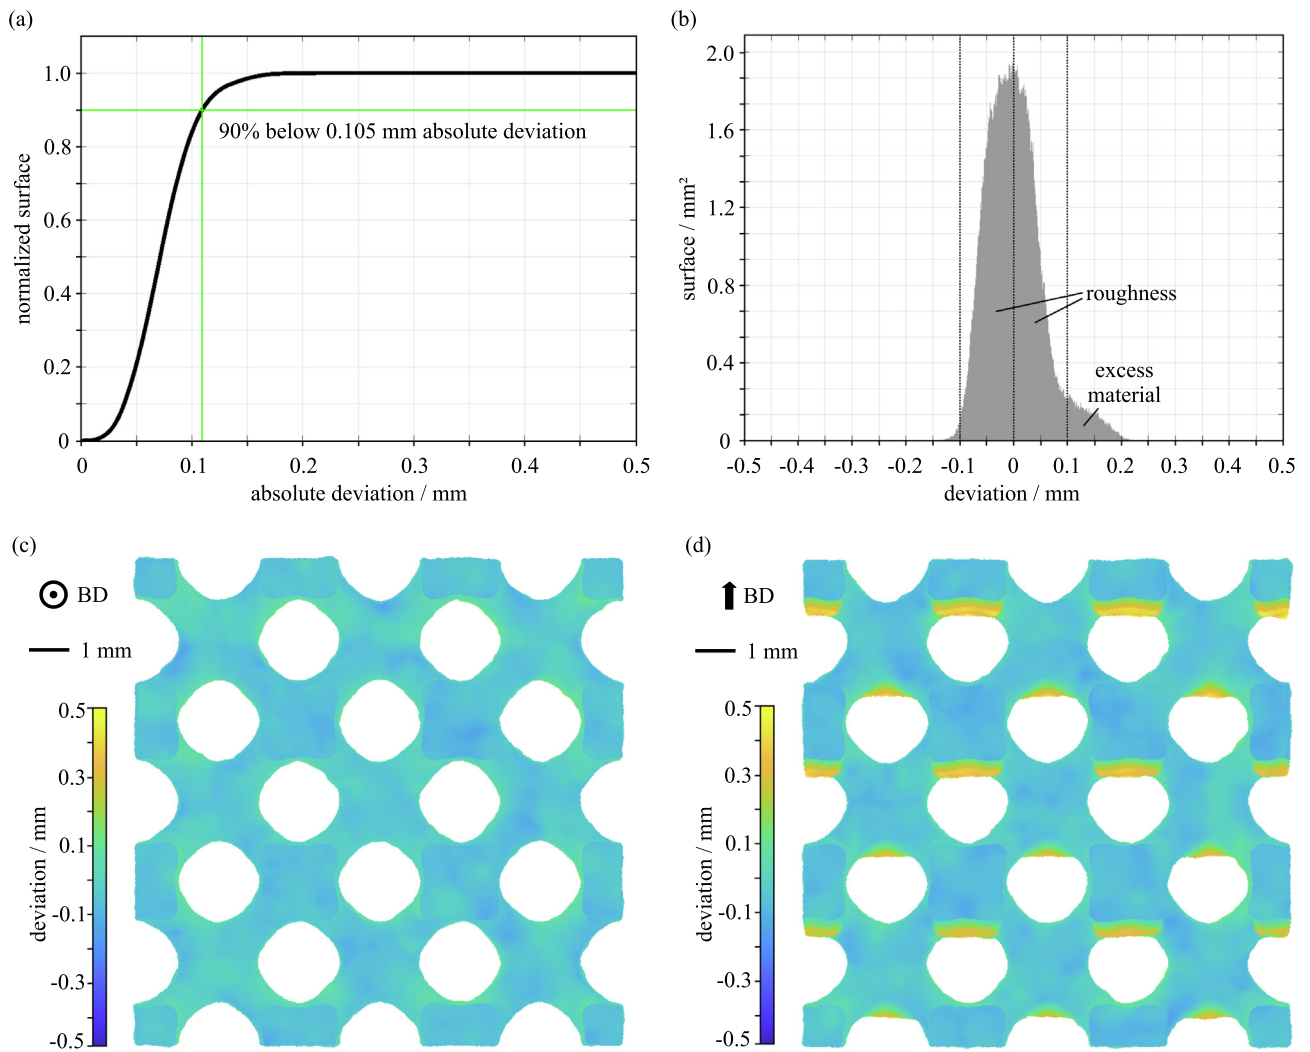 (a)
1.0
0.8
0.6
0.4
0.2
0
normalized surface
90% below 0.105 mm absolute deviation
0 0.1 0.2 0.3 0.4 0.5
absolute deviation / mm
(b)
2.0
1.6
1.2
0.8
0.4
0
surface / mm²
roughness
excess
material
-0.5 -0.4 -0.3 -0.2 -0.1 0 0.1 0.2 0.3 0.4 0.5
deviation / mm
(c)
BD
1 mm
0.5
0.3
0.1
-0.1
-0.3
-0.5
deviation / mm
(d)
BD
1 mm
0.5
0.3
0.1
-0.1
-0.3
-0.5
deviation / mm